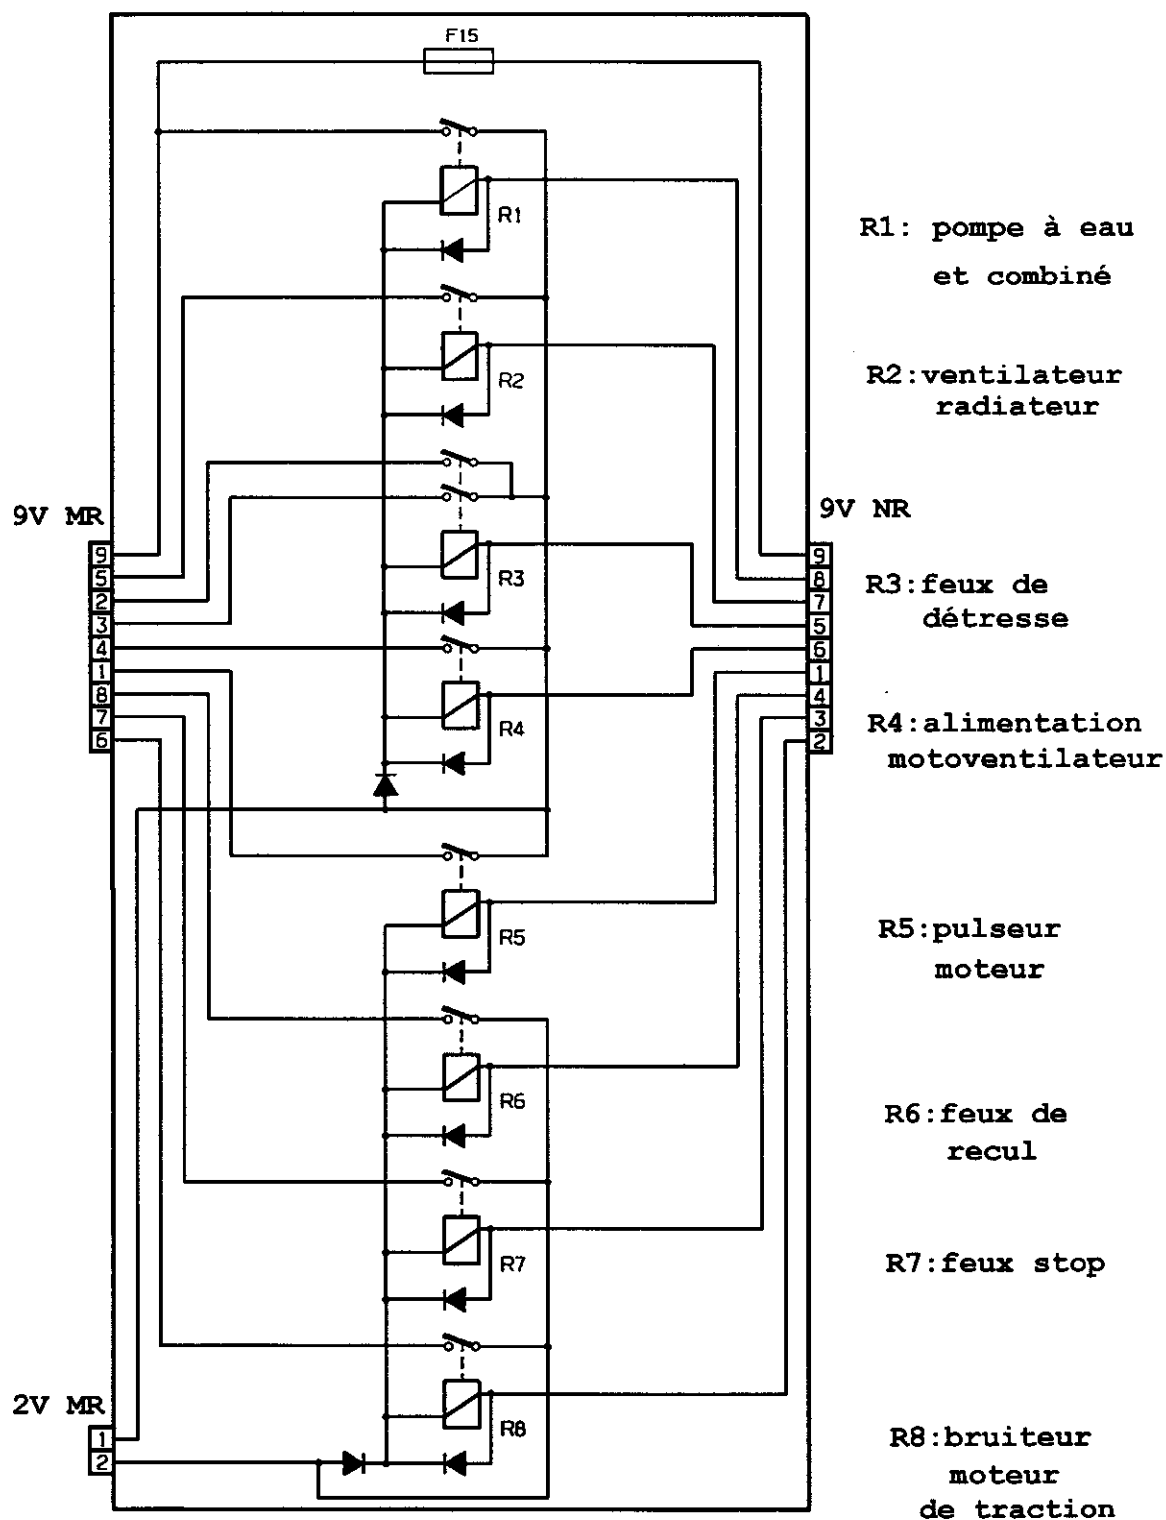 F15
R1
R1: pompe à eau
et combiné
R2
R2:ventilateur
radiateur
9V MR
9V NR
9
5
2
3
4
1
8
7
6
9
8
7
5
6
1
4
3
2
R3
R3:feux de
détresse
R4
R4:alimentation
motoventilateur
R5
R5:pulseur
moteur
R6
R6:feux de
recul
R7
R7:feux stop
2V MR
1
2
R8
R8:bruiteur
moteur
de traction